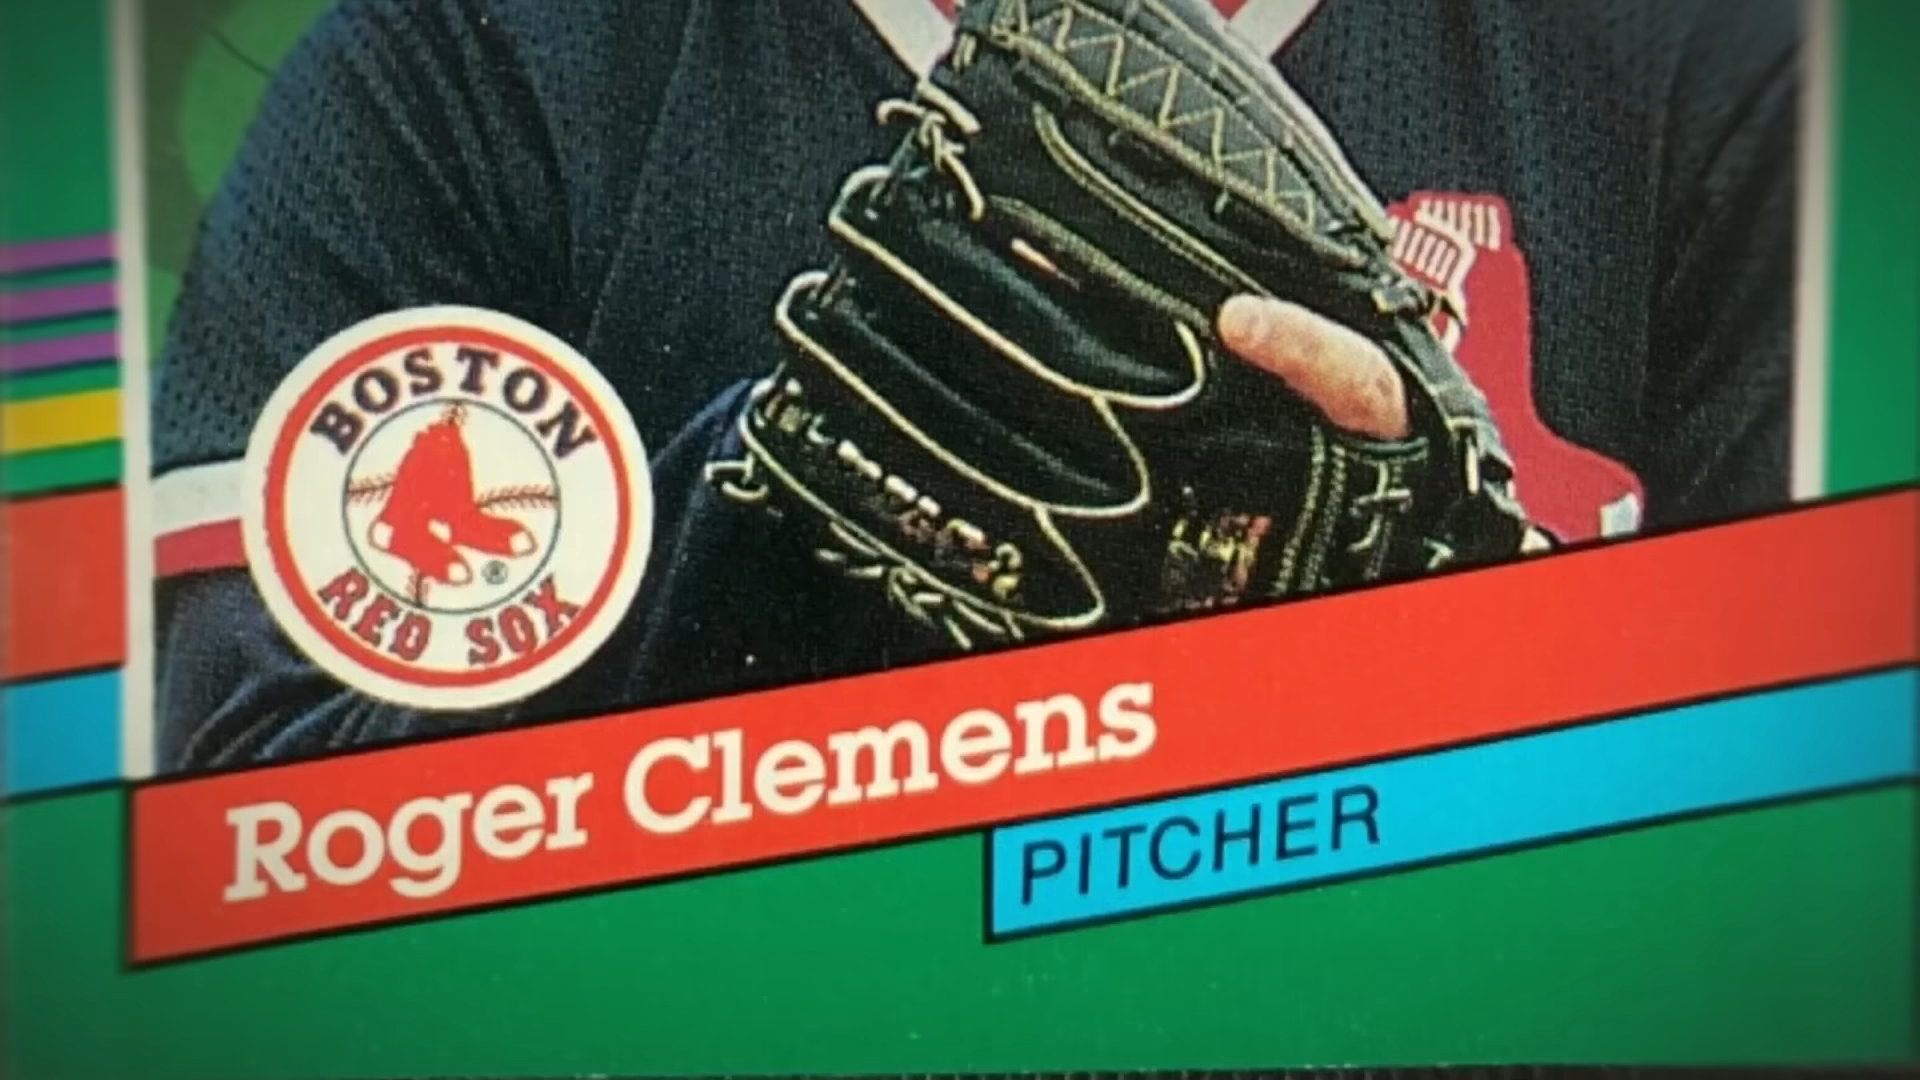 BOSTON
RED SOX
®
Roger Clemens
PITCHER